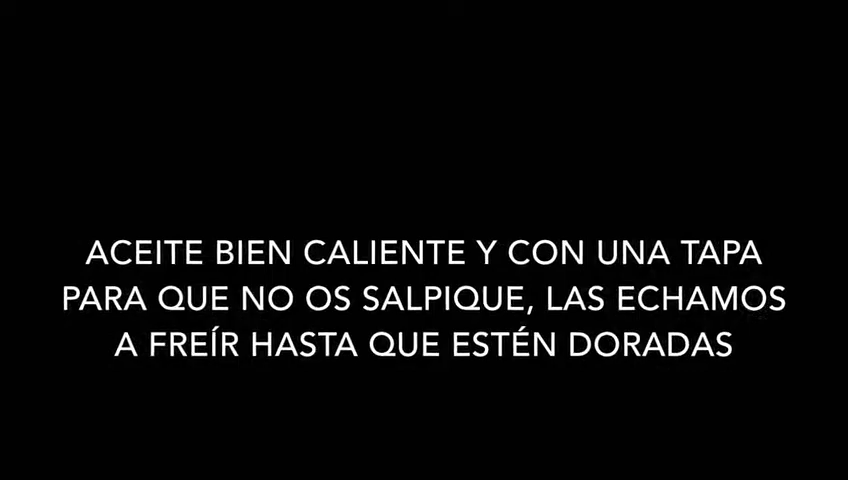 ACEITE BIEN CALIENTE Y CON UNA TAPA
PARA QUE NO OS SALPIQUE, LAS ECHAMOS
A FREÍR HASTA QUE ESTÉN DORADAS